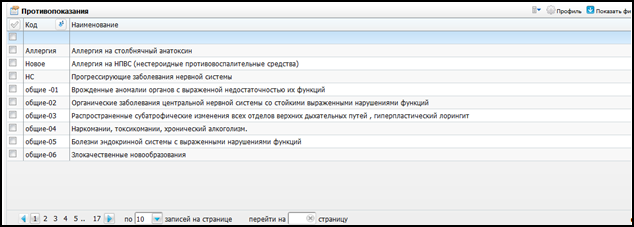 Противопоказания Профиль Показать фи
Код Наименование
Аллергия Аллергия на столбнячный анатоксин
Новое Аллергия на НПВС (нестероидные противовоспалительные средства)
НС Прогрессирующие заболевания нервной системы
общие -01 Врожденные аномалии органов с выраженной недостаточностью их функций
общие-02 Органические заболевания центральной нервной системы со стойкими выраженными нарушениями функций
общие-03 Распространенные субатрофические изменения всех отделов верхних дыхательных путей , гиперпластический лорингит
общие-04 Наркомании, токсикомании, хронический алкоголизм.
общие-05 Болезни эндокринной системы с выраженными нарушениями функций
общие-06 Злокачественные новообразования
1 2 3 4 5 .. 17 по 10 записей на странице перейти на страницу